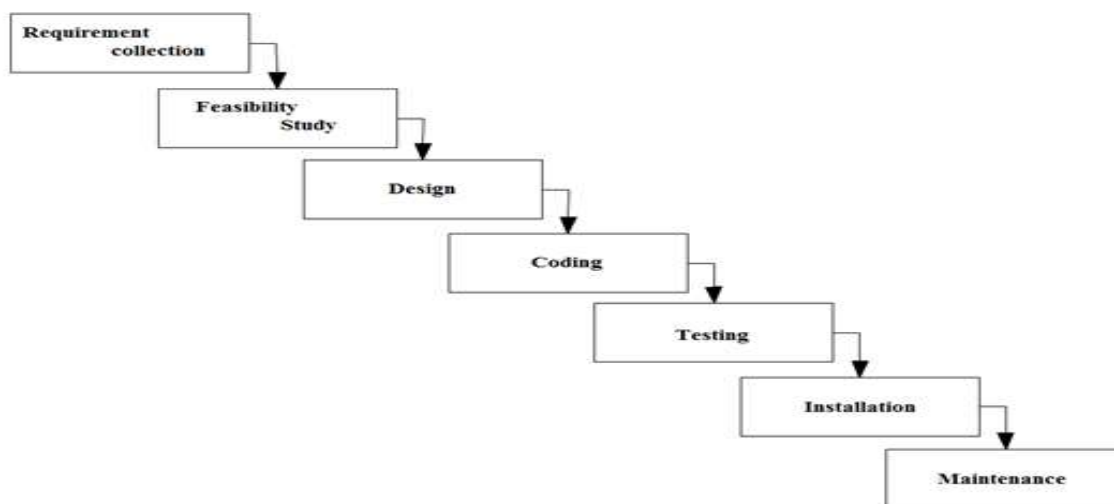 Requirement
collection
Feasibility
Study
Design
Coding
Testing
Installation
Maintenance